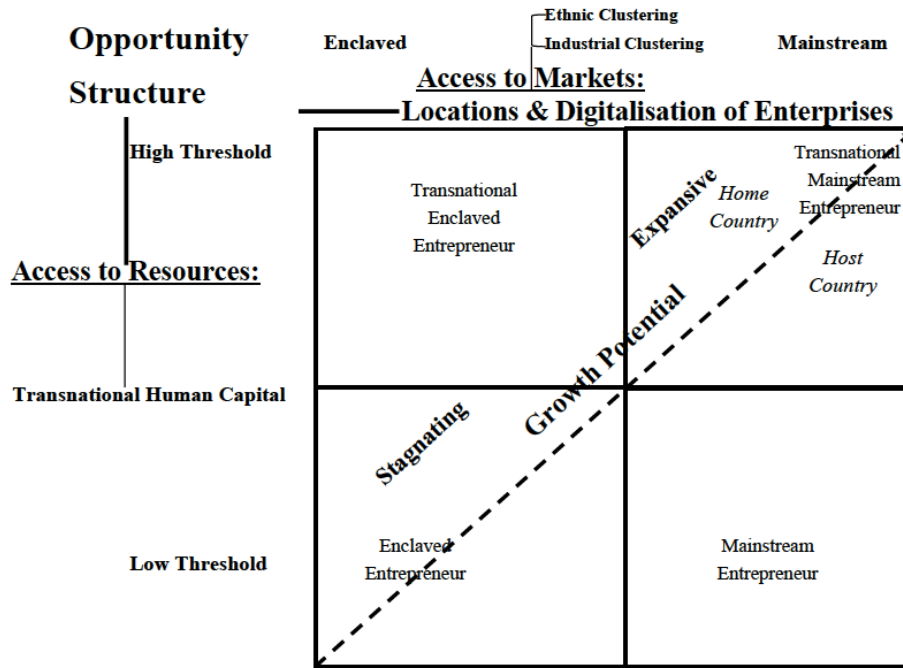 Opportunity
Structure
Enclaved
Ethnic Clustering
Industrial Clustering
Mainstream
Access to Markets:
Locations & Digitalisation of Enterprises
High Threshold
Transnational
Enclaved
Entrepreneur
Expansive
Home
Country
Transnational
Mainstream
Entrepreneur
Host
Country
Access to Resources:
Growth Potential
Transnational Human Capital
Stagnating
Low Threshold
Enclaved
Entrepreneur
Mainstream
Entrepreneur